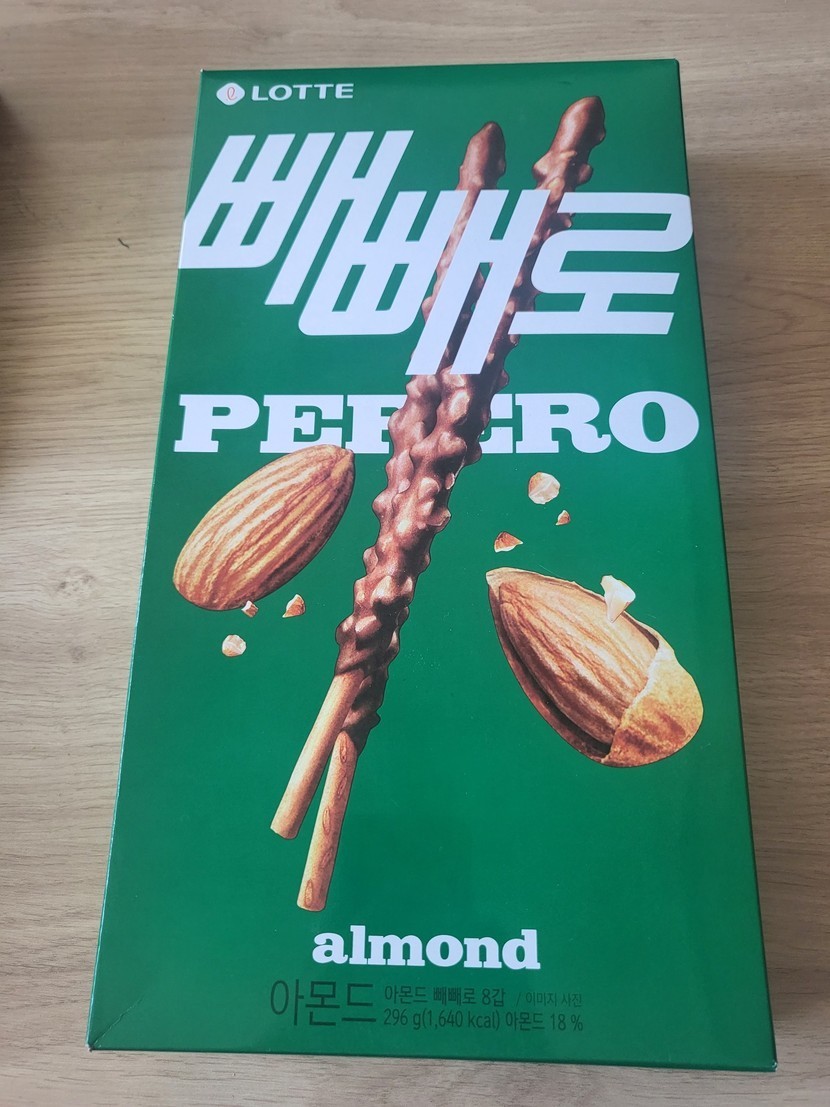 LOTTE
빼빼로
PEPERO
almond
아몬드 아몬드 빼빼로 8갑 / 이미지 사진
296 g(1,640 kcal) 아몬드 18 %